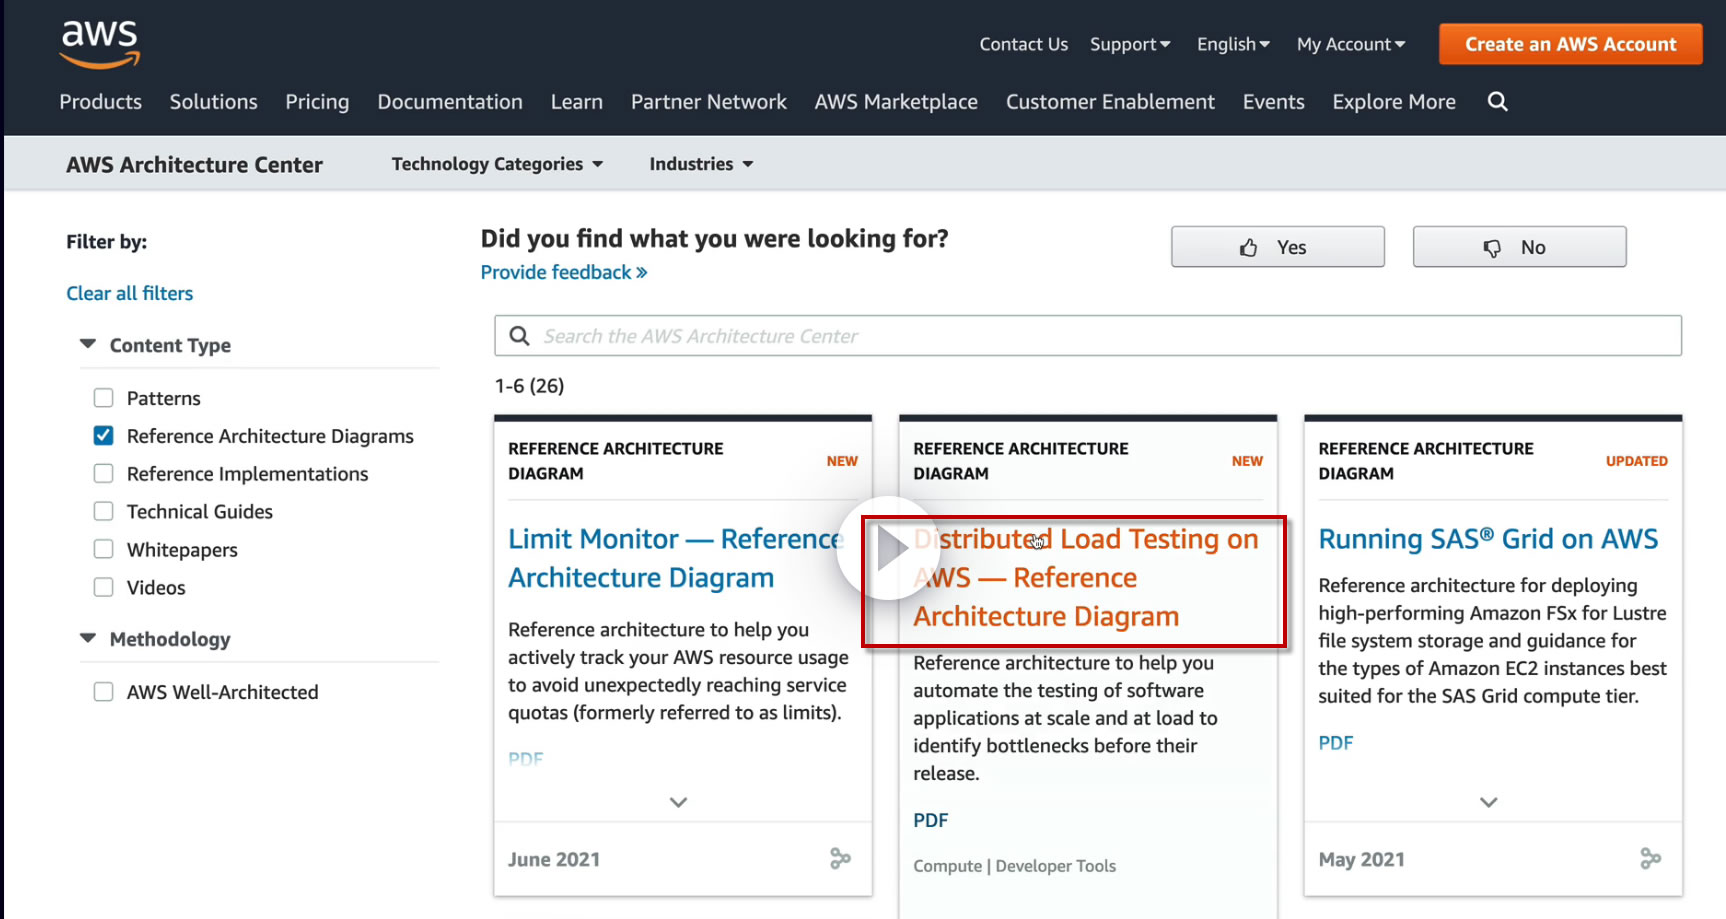 aws
Contact Us
Support
English
My Account
Create an AWS Account
Products
Solutions
Pricing
Documentation
Learn
Partner Network
AWS Marketplace
Customer Enablement
Events
Explore More
AWS Architecture Center
Technology Categories
Industries
Filter by:
Clear all filters
Content Type
Patterns
Reference Architecture Diagrams
Reference Implementations
Technical Guides
Whitepapers
Videos
Methodology
AWS Well-Architected
Did you find what you were looking for?
Provide feedback »
Yes
No
Search the AWS Architecture Center
1-6 (26)
REFERENCE ARCHITECTURE
DIAGRAM
NEW
Limit Monitor — Reference
Architecture Diagram
Reference architecture to help you
actively track your AWS resource usage
to avoid unexpectedly reaching service
quotas (formerly referred to as limits).
PDF
June 2021
REFERENCE ARCHITECTURE
DIAGRAM
NEW
Distributed Load Testing on
AWS — Reference
Architecture Diagram
Reference architecture to help you
automate the testing of software
applications at scale and at load to
identify bottlenecks before their
release.
PDF
Compute | Developer Tools
REFERENCE ARCHITECTURE
DIAGRAM
UPDATED
Running SAS® Grid on AWS
Reference architecture for deploying
high-performing Amazon FSx for Lustre
file system storage and guidance for
the types of Amazon EC2 instances best
suited for the SAS Grid compute tier.
PDF
May 2021